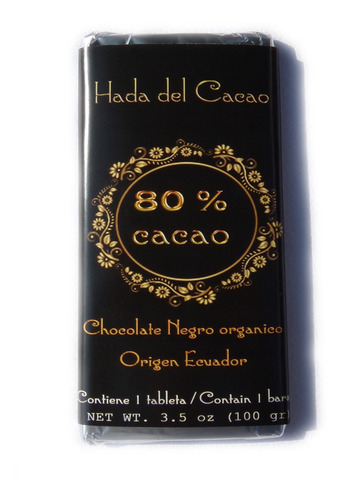 Hada del Cacao
80 %
cacao
Chocolate Negro organico
Origen Ecuador
Contiene 1 tableta / Contain 1 barr
NET WT. 3.5 oz (100 gr